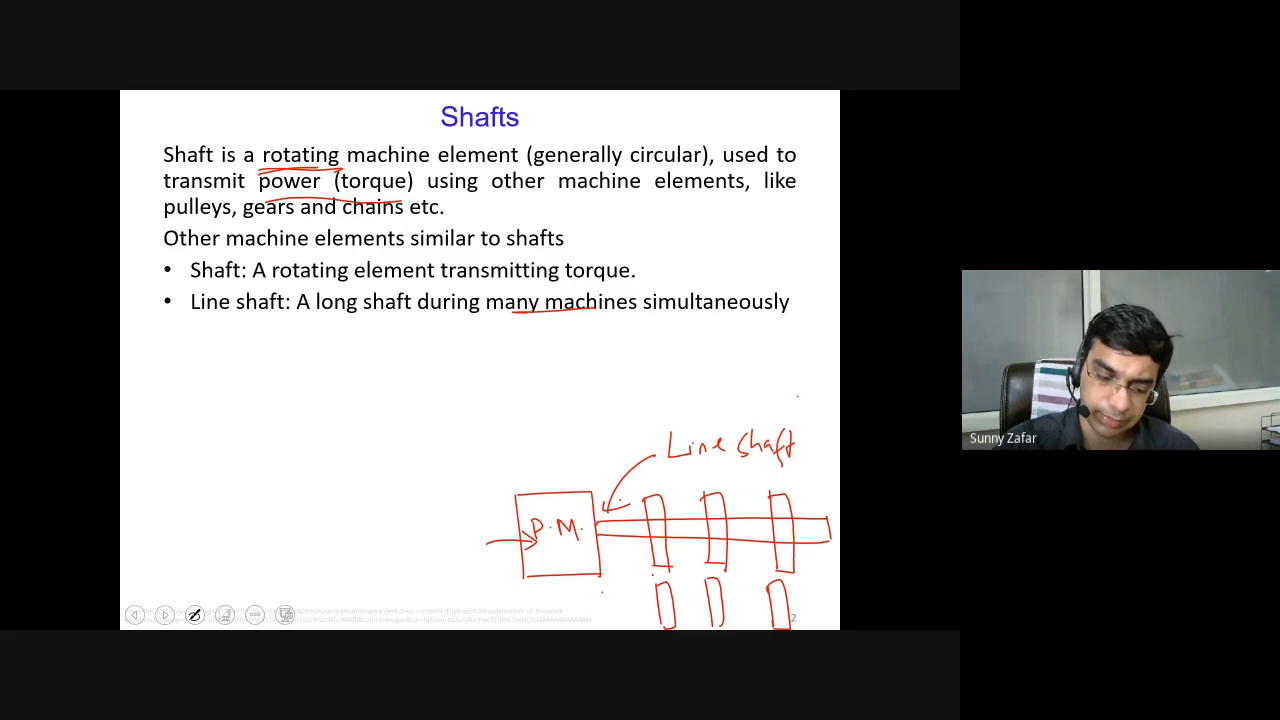 Shafts
Shaft is a rotating machine element (generally circular), used to
transmit power (torque) using other machine elements, like
pulleys, gears and chains etc.
Other machine elements similar to shafts
• Shaft: A rotating element transmitting torque.
• Line shaft: A long shaft during many machines simultaneously
Line shaft
P.M.
Sunny Zafar
2